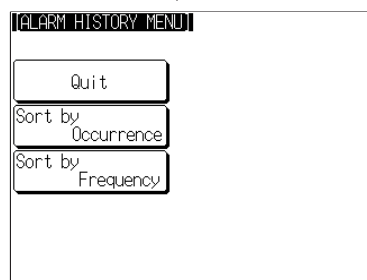 [ALARM HISTORY MENU]
Quit
Sort by
Occurrence
Sort by
Frequency